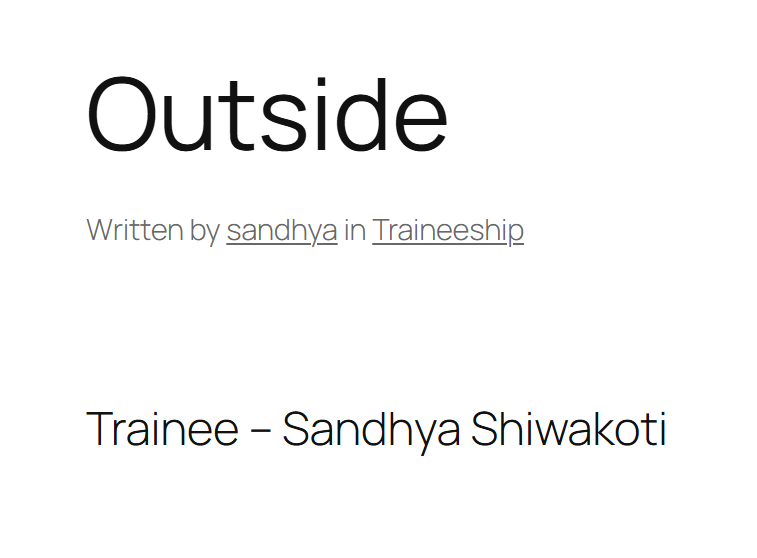 Outside
Written by sandhya in Traineeship
Trainee – Sandhya Shiwakoti